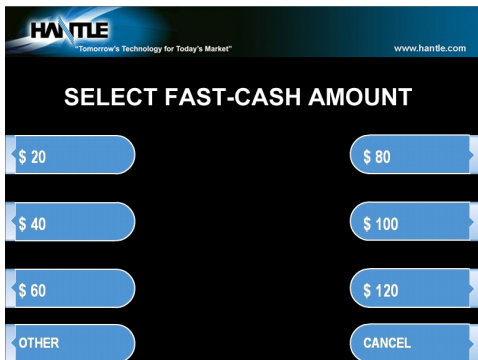 HANTLE
"Tomorrow's Technology for Today's Market"
www.hantle.com
SELECT FAST-CASH AMOUNT
$ 20
$ 80
$ 40
$ 100
$ 60
$ 120
OTHER
CANCEL